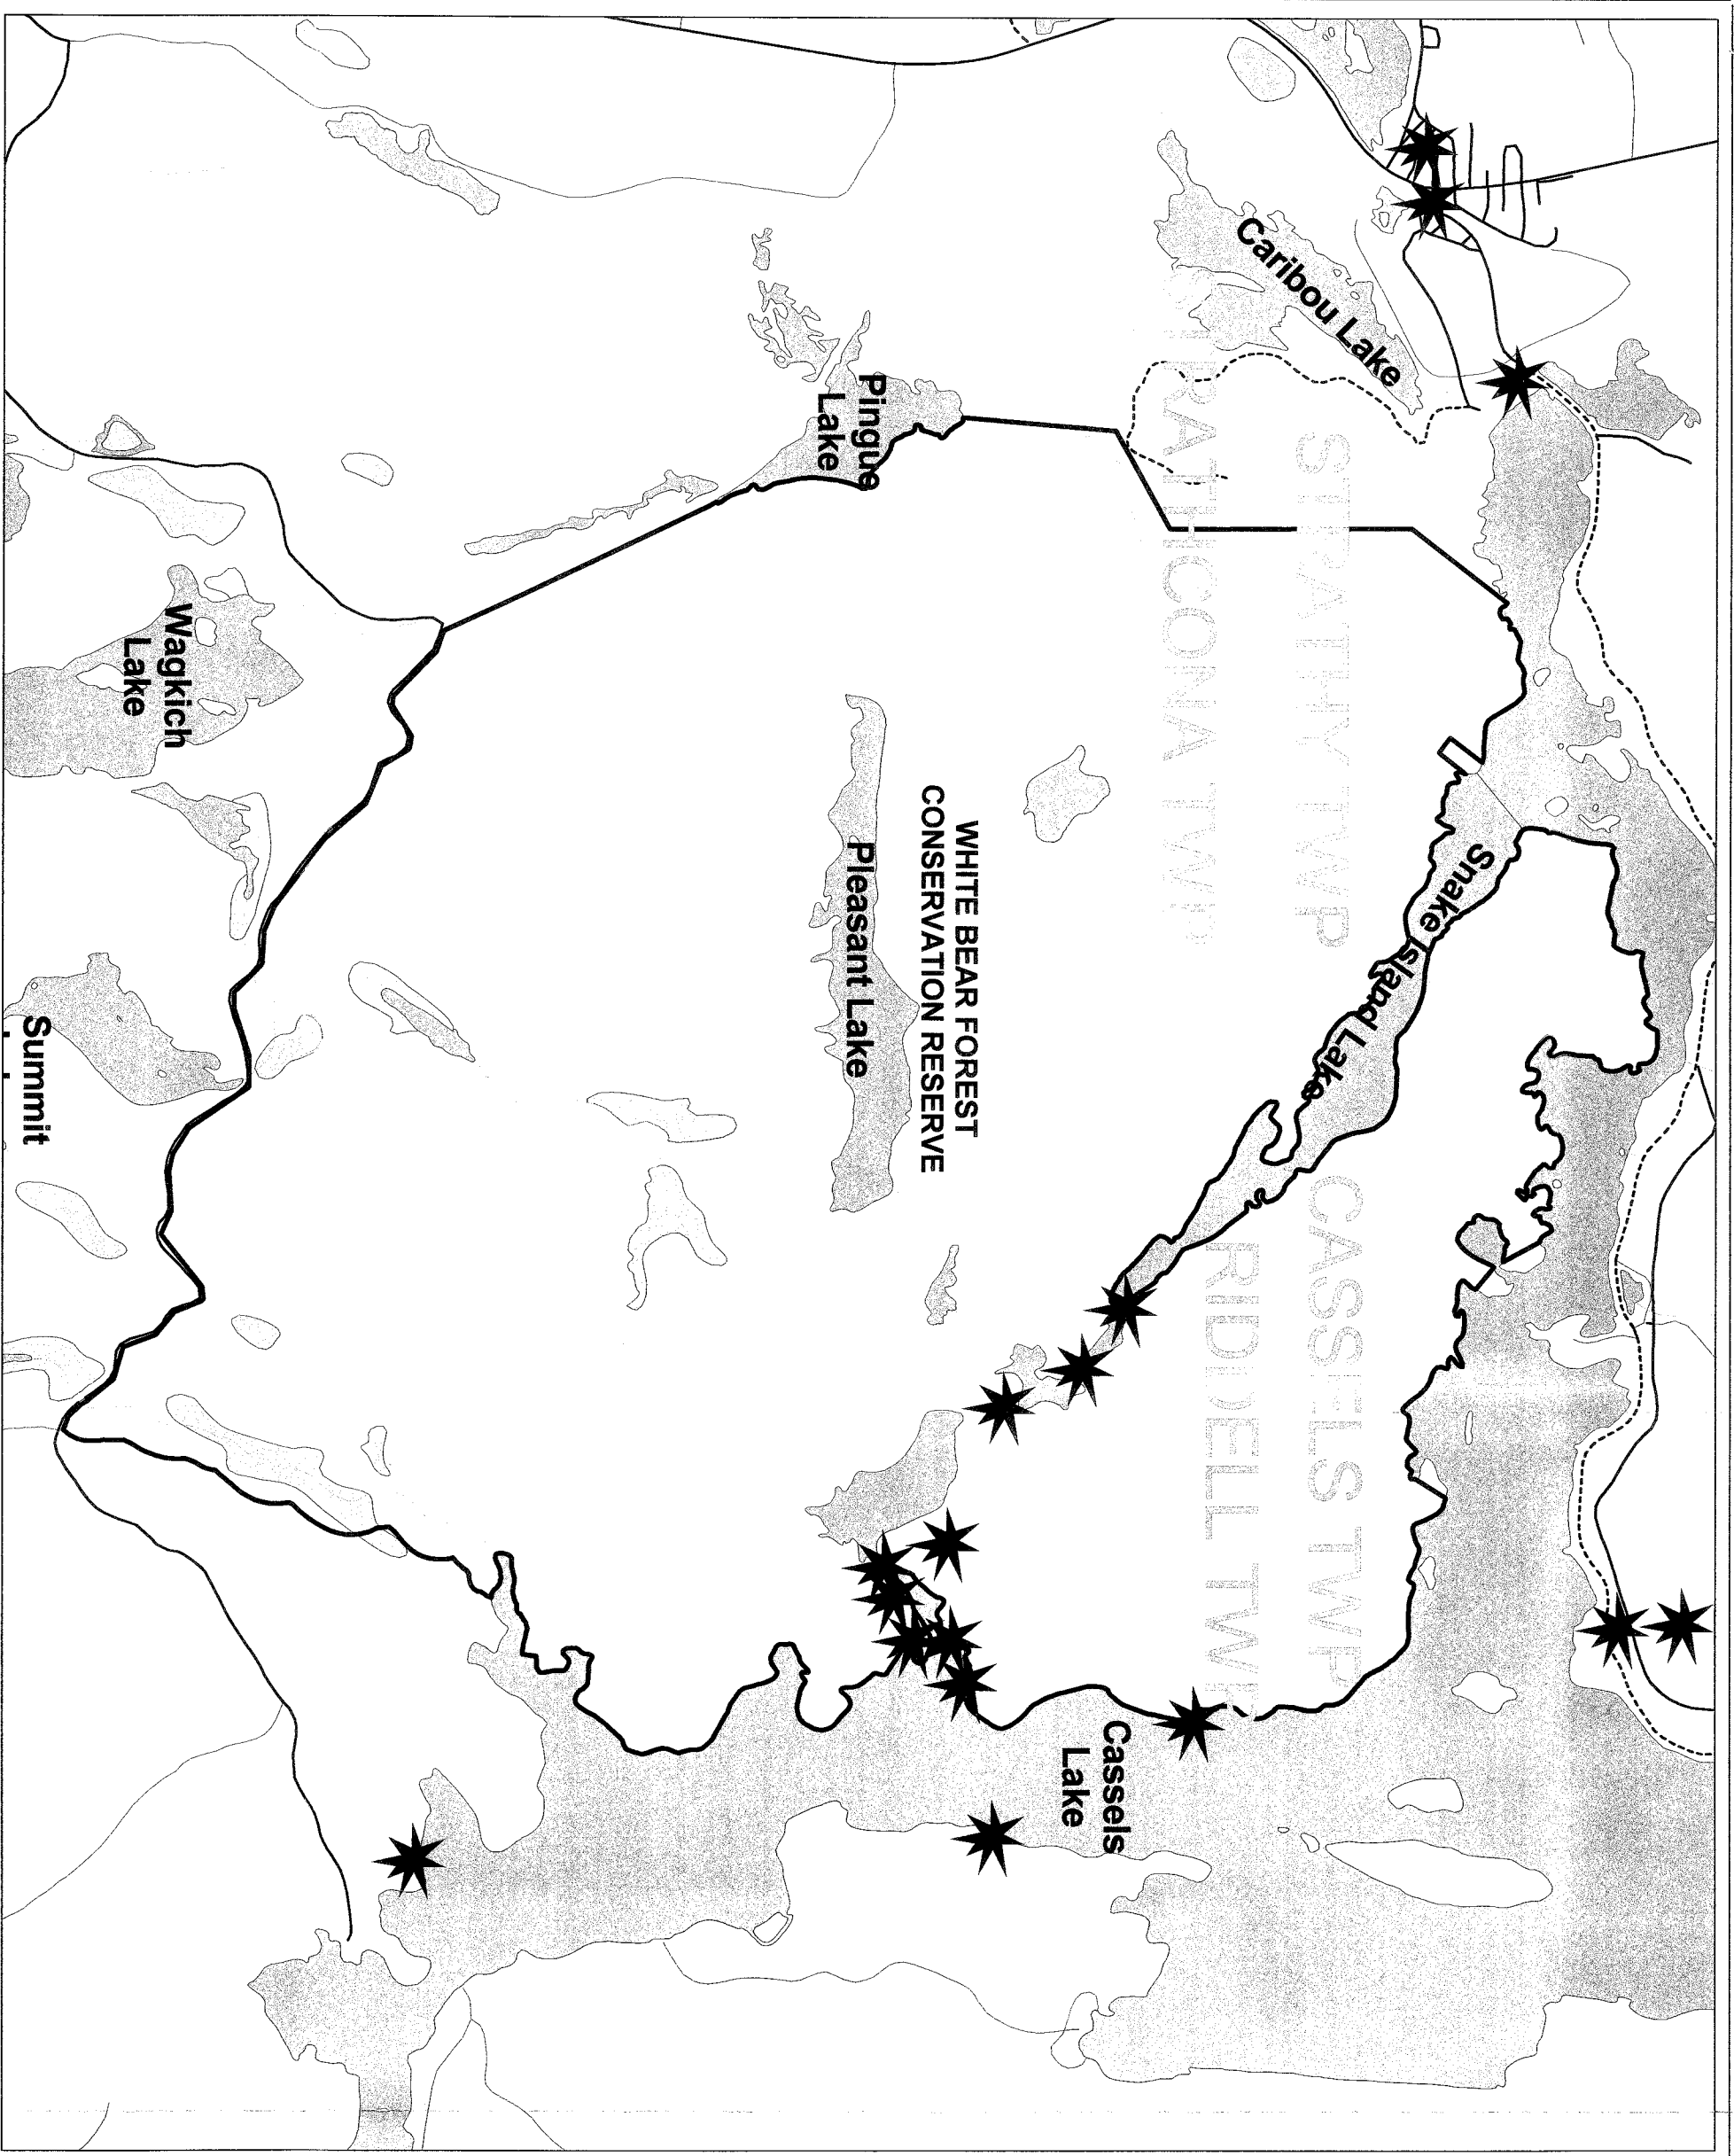 Caribou Lake
STRATHY TWP
STRATHCONA TWP
CASSELS TWP
RIDDELL TWP
Snake Island Lake
Cassels
Lake
WHITE BEAR FOREST
CONSERVATION RESERVE
Pingue
Lake
Pleasant Lake
Wagkich
Lake
Summit